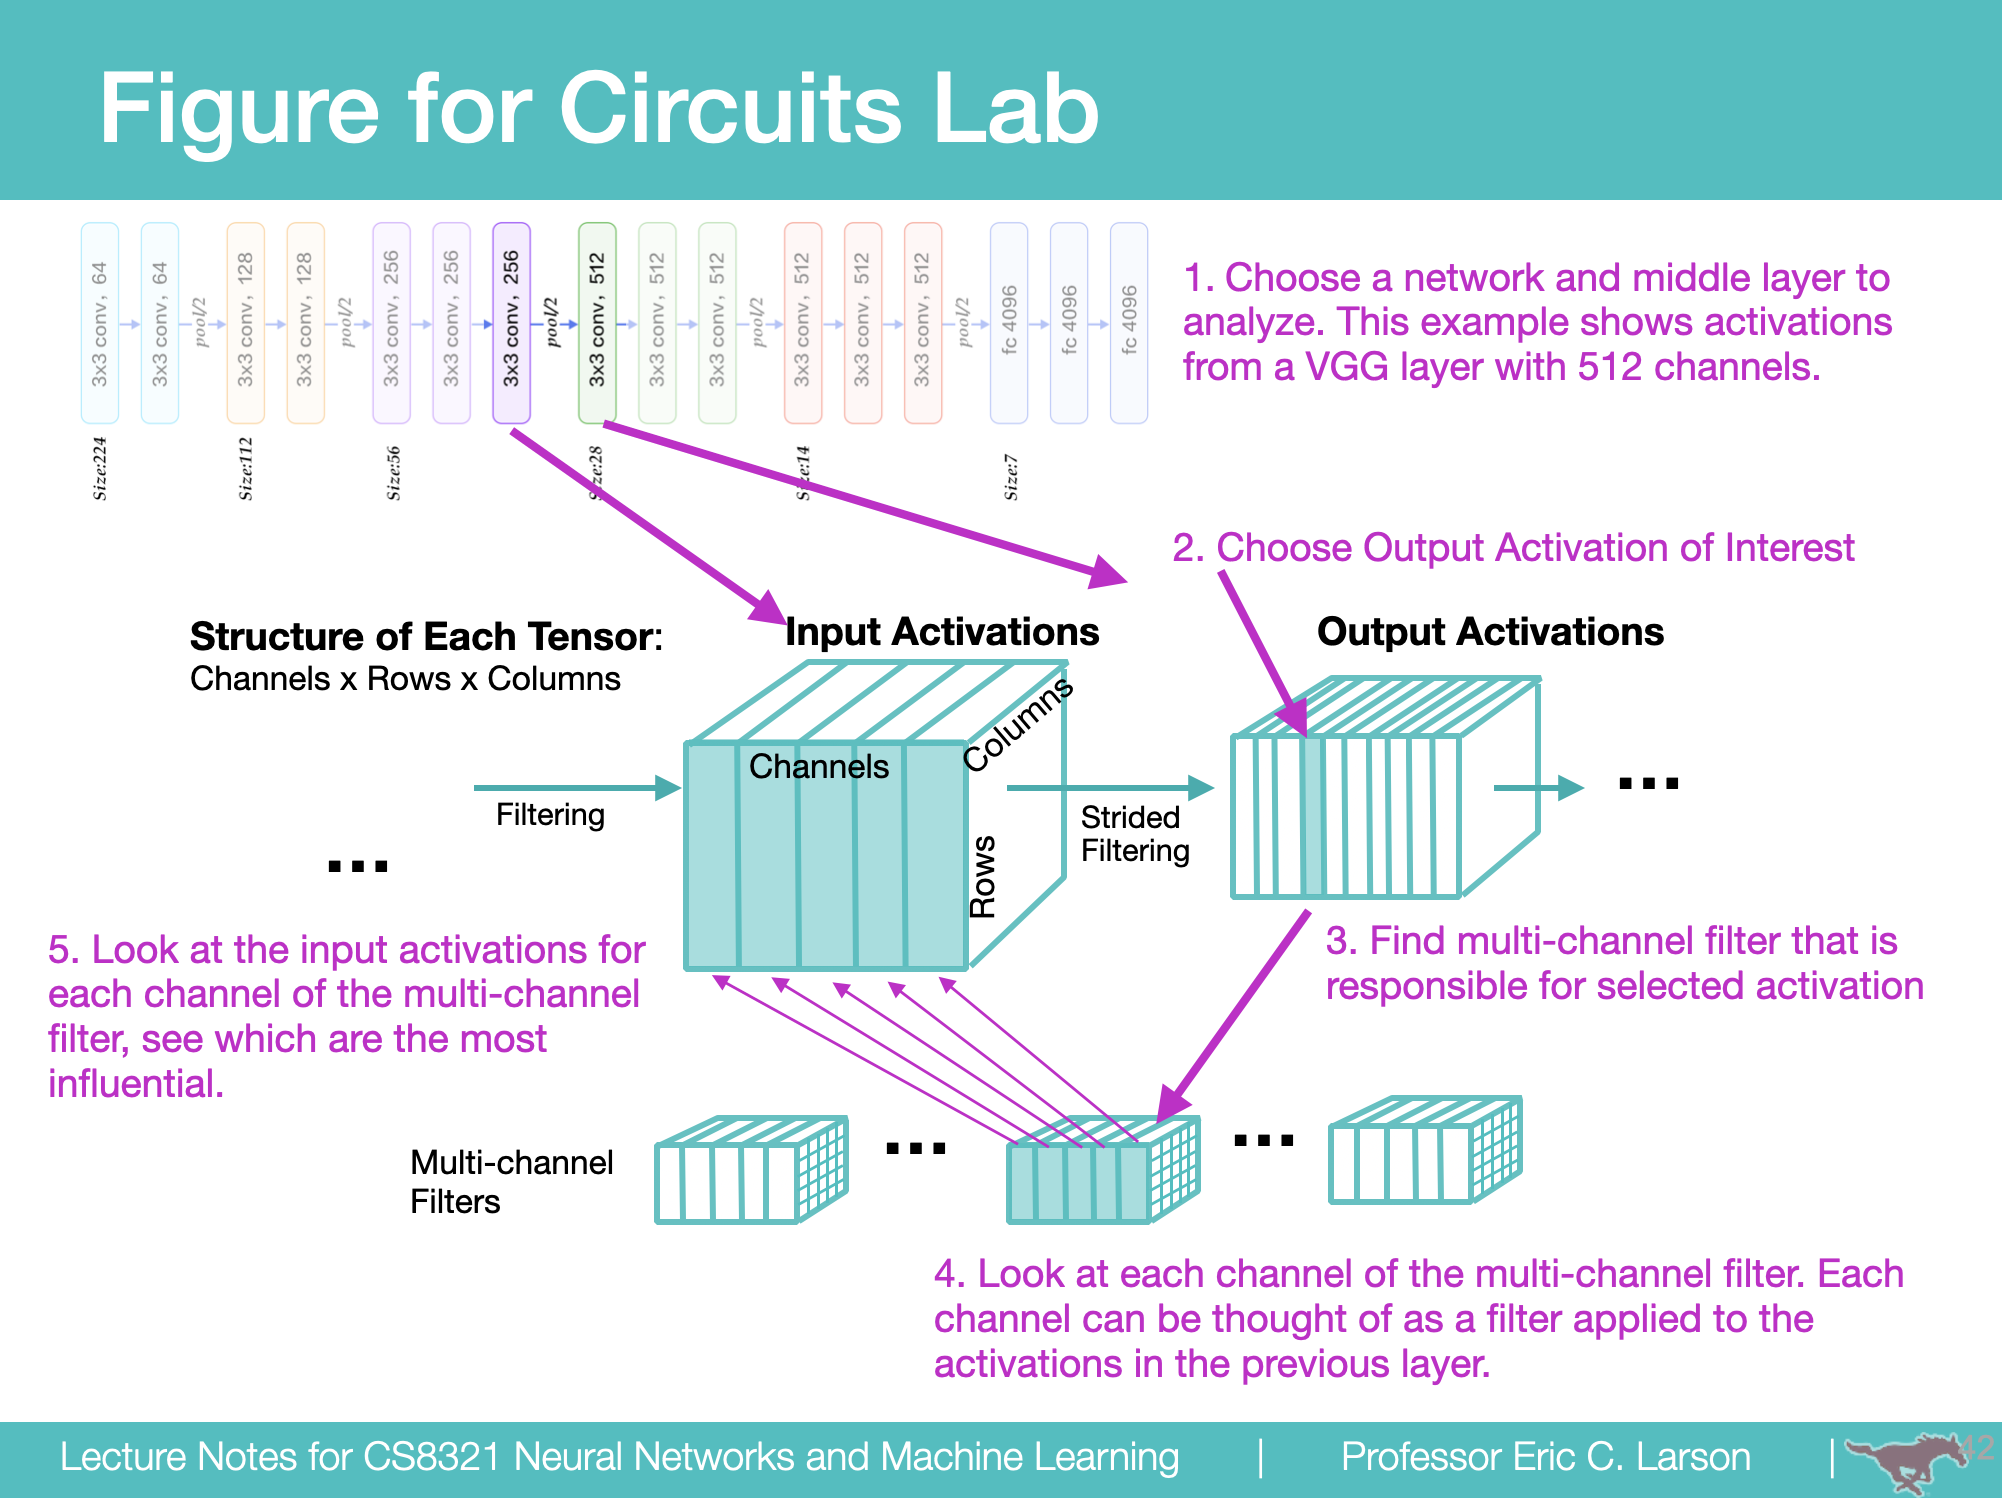 Figure for Circuits Lab
3x3 conv, 64
3x3 conv, 64
pool/2
3x3 conv, 128
3x3 conv, 128
pool/2
3x3 conv, 256
3x3 conv, 256
3x3 conv, 256
pool/2
3x3 conv, 512
3x3 conv, 512
3x3 conv, 512
pool/2
3x3 conv, 512
3x3 conv, 512
3x3 conv, 512
pool/2
fc 4096
fc 4096
fc 4096
Size:224
Size:112
Size:56
Size:28
Size:14
Size:7
1. Choose a network and middle layer to
analyze. This example shows activations
from a VGG layer with 512 channels.
2. Choose Output Activation of Interest
Structure of Each Tensor:
Channels x Rows x Columns
Input Activations
Output Activations
Channels
Columns
Rows
Filtering
Strided
Filtering
...
...
5. Look at the input activations for
each channel of the multi-channel
filter, see which are the most
influential.
3. Find multi-channel filter that is
responsible for selected activation
Multi-channel
Filters
...
...
4. Look at each channel of the multi-channel filter. Each
channel can be thought of as a filter applied to the
activations in the previous layer.
Lecture Notes for CS8321 Neural Networks and Machine Learning | Professor Eric C. Larson | 42